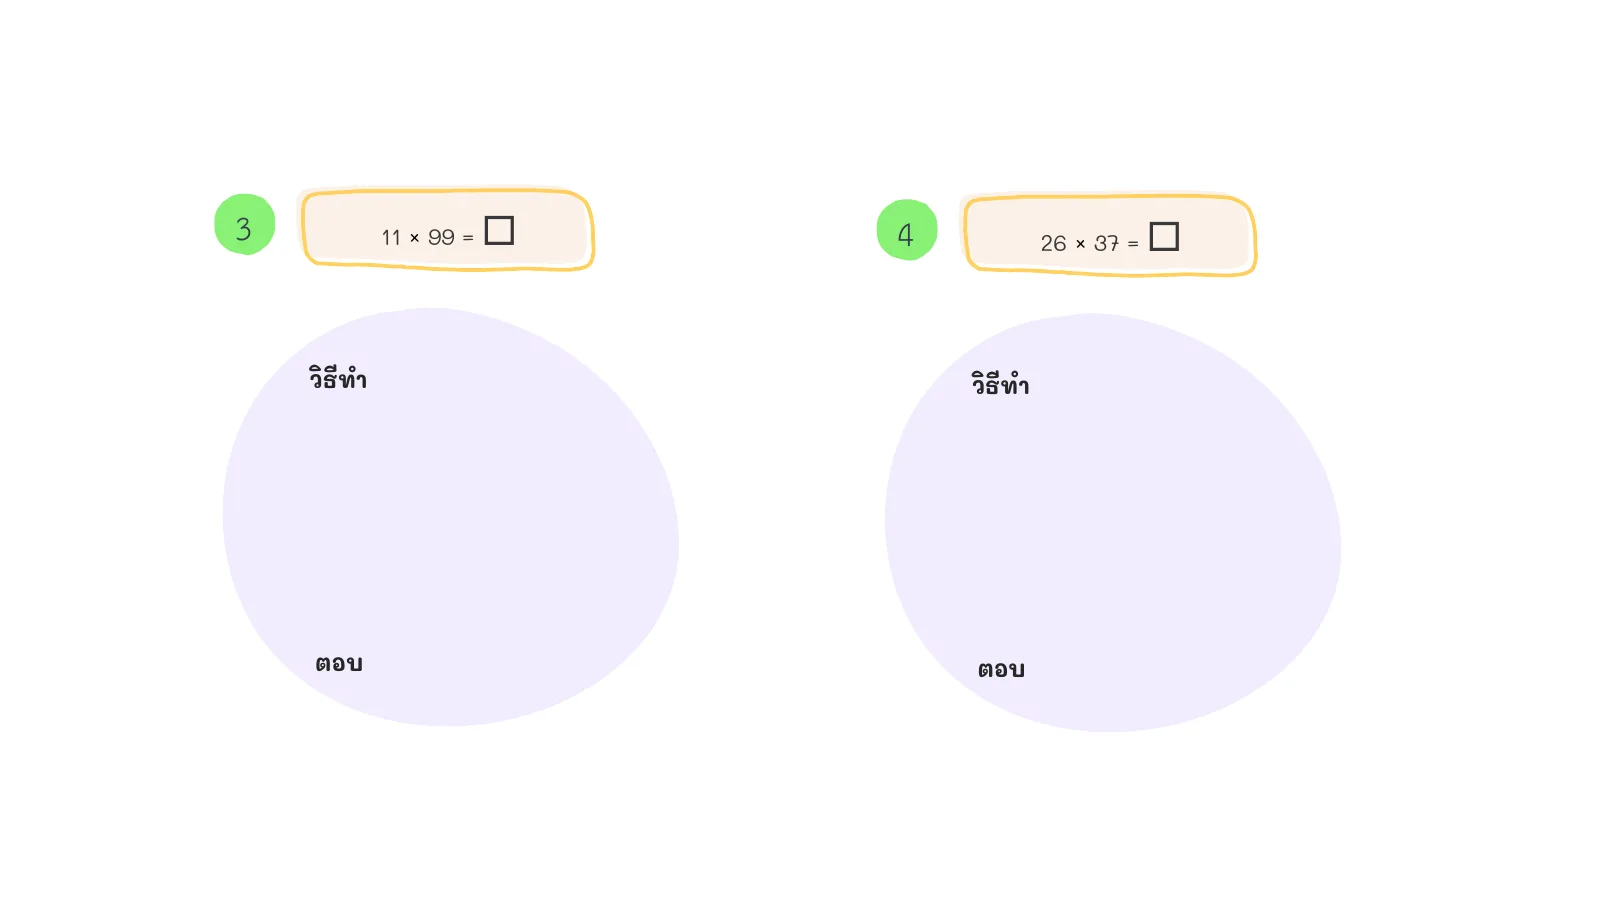 3
11 × 99 = □
วิธีทำ
ตอบ
4
26 × 37 = □
วิธีทำ
ตอบ